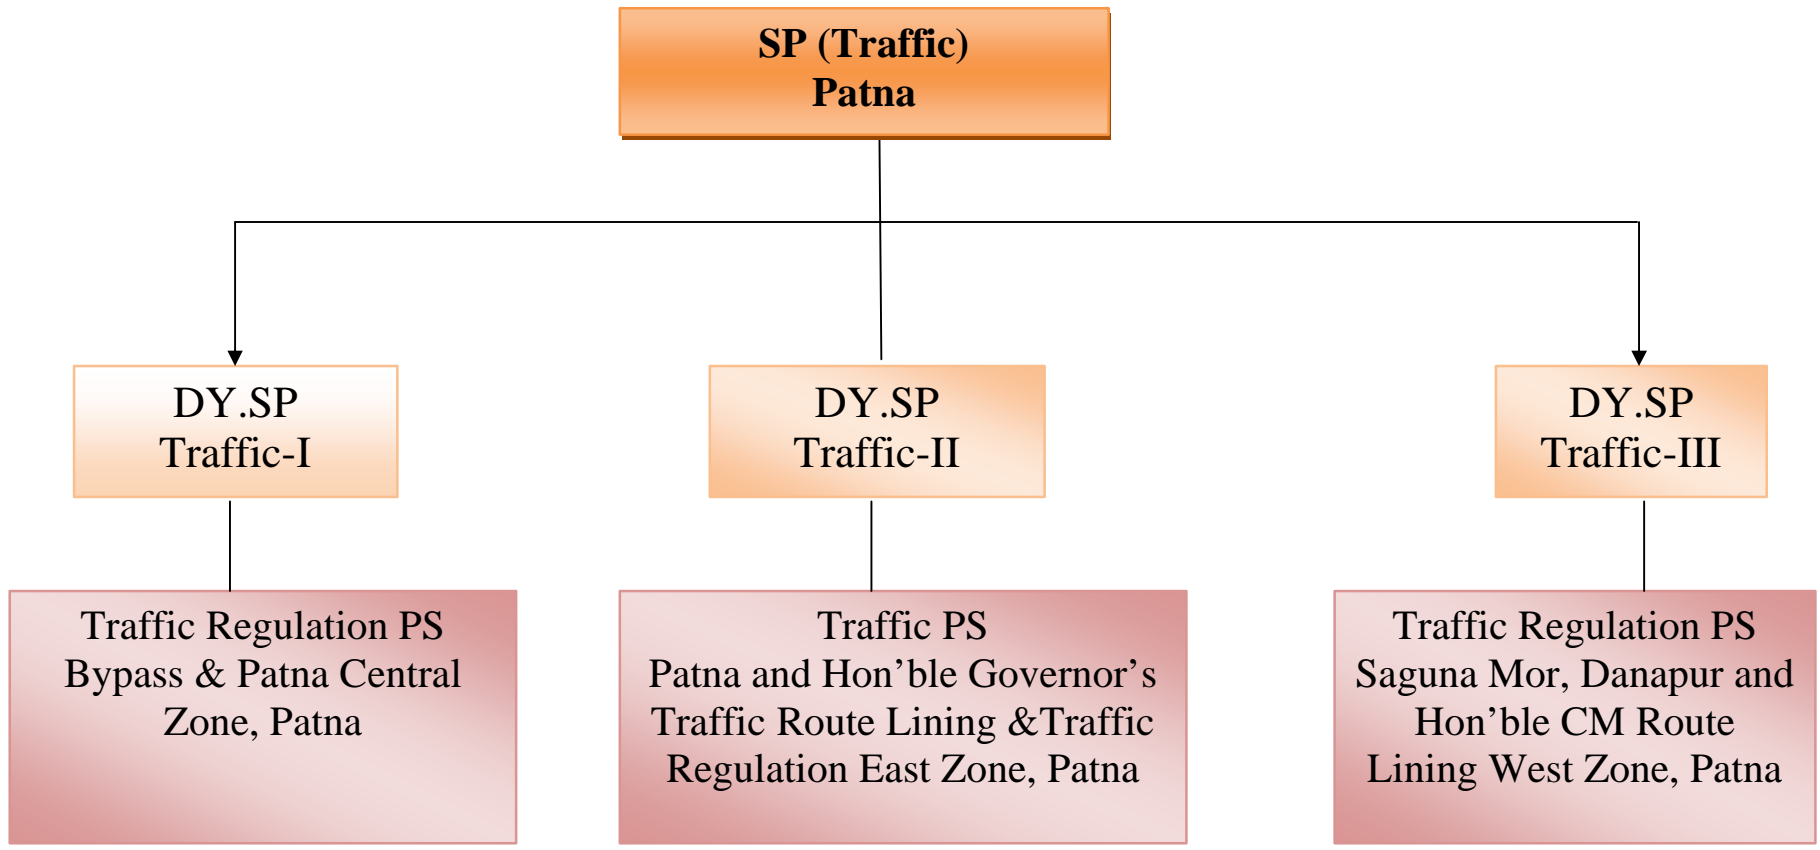 SP (Traffic)
Patna
DY.SP
Traffic-I
DY.SP
Traffic-II
DY.SP
Traffic-III
Traffic Regulation PS
Bypass & Patna Central
Zone, Patna
Traffic PS
Patna and Hon’ble Governor’s
Traffic Route Lining &Traffic
Regulation East Zone, Patna
Traffic Regulation PS
Saguna Mor, Danapur and
Hon’ble CM Route
Lining West Zone, Patna